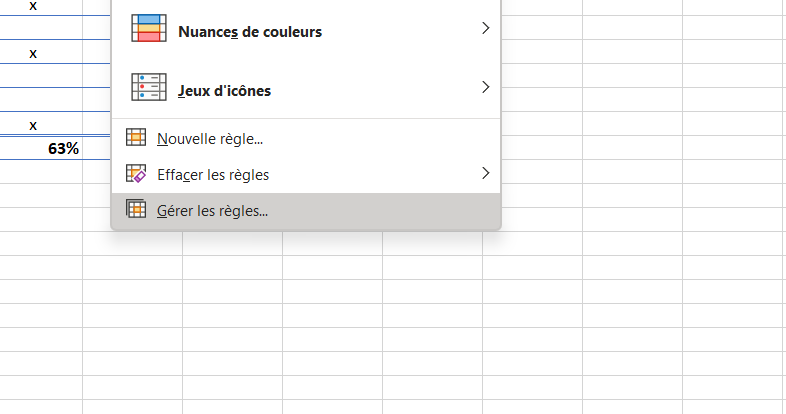 x
Nuances de couleurs
x
Jeux d'icônes
x
Nouvelle règle...
63%
Effacer les règles
Gérer les règles...